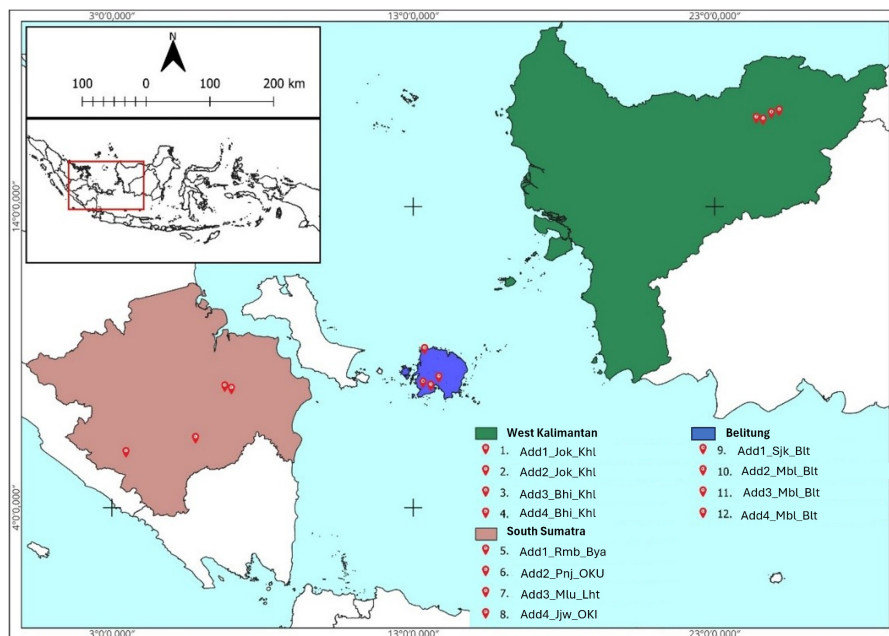 3°0'0,000" 13°0'0,000" 23°0'0,000"
N
100 0 100 200 km
14°0'0,000"
4°0'0,000"
West Kalimantan
1. Add1_Jok_Khl
2. Add2_Jok_Khl
3. Add3_Bhi_Khl
4. Add4_Bhi_Khl
South Sumatra
5. Add1_Rmb_Bya
6. Add2_Pnj_OKU
7. Add3_Mlu_Lht
8. Add4_Jjw_OKI
Belitung
9. Add1_Sjk_Blt
10. Add2_Mbl_Blt
11. Add3_Mbl_Blt
12. Add4_Mbl_Blt
3°0'0,000" 13°0'0,000" 23°0'0,000"